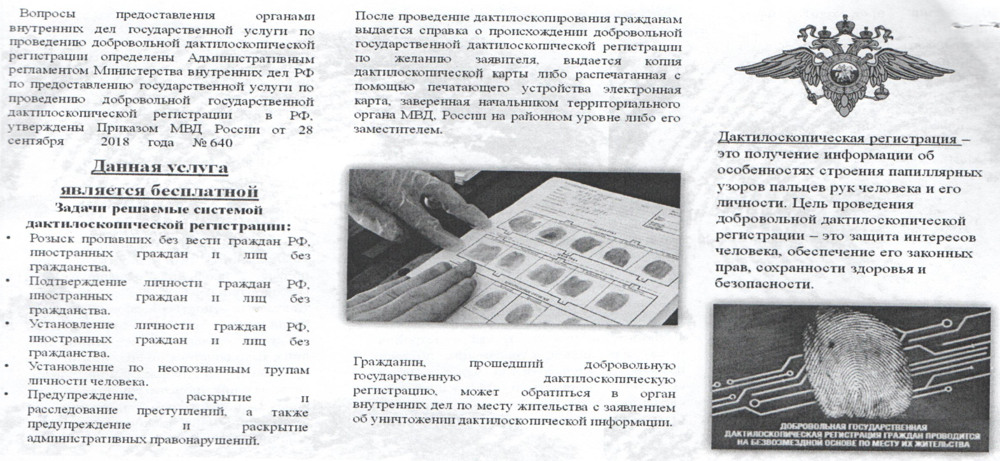 Вопросы предоставления органами
внутренних дел государственной услуги по
проведению добровольной дактилоскопической
регистрации определены Административным
регламентом Министерства внутренних дел РФ
по предоставлению государственной услуги по
проведению добровольной государственной
дактилоскопической регистрации в РФ,
утверждены Приказом МВД России от 28
сентября 2018 года № 640
Данная услуга
является бесплатной
Задачи решаемые системой
дактилоскопической регистрации:
• Розыск пропавших без вести граждан РФ,
иностранных граждан и лиц без
гражданства.
• Подтверждение личности граждан РФ,
иностранных граждан и лиц без
гражданства.
• Установление личности граждан РФ,
иностранных граждан и лиц без
гражданства.
• Установление по неопознанным трупам
личности человека.
• Предупреждение, раскрытие и
расследование преступлений, а также
предупреждение и раскрытие
административных правонарушений.
После проведение дактилоскопирования гражданам
выдается справка о происхождении добровольной
государственной дактилоскопической регистрации
по желанию заявителя, выдается копия
дактилоскопической карты либо распечатанная с
помощью печатающего устройства электронная
карта, заверенная начальником территориального
органа МВД, России на районном уровне либо его
заместителем.
Гражданин, прошедший добровольную
государственную дактилоскопическую
регистрацию, может обратиться в орган
внутренних дел по месту жительства с заявлением
об уничтожении дактилоскопической информации.
Дактилоскопическая регистрация –
это получение информации об
особенностях строения папиллярных
узоров пальцев рук человека и его
личности. Цель проведения
добровольной дактилоскопической
регистрации – это защита интересов
человека, обеспечение его законных
прав, сохранности здоровья и
безопасности.
ДОБРОВОЛЬНАЯ ГОСУДАРСТВЕННАЯ
ДАКТИЛОСКОПИЧЕСКАЯ РЕГИСТРАЦИЯ ГРАЖДАН ПРОВОДИТСЯ
НА БЕЗВОЗМЕЗДНОЙ ОСНОВЕ ПО МЕСТУ ИХ ЖИТЕЛЬСТВА